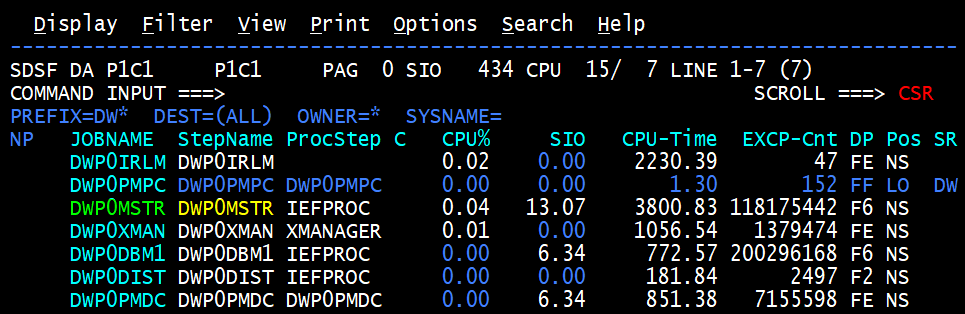 Display Filter View Print Options Search Help
SDSF DA P1C1 P1C1 PAG 0 SIO 434 CPU 15/ 7 LINE 1-7 (7)
COMMAND INPUT ===> SCROLL ===> CSR
PREFIX=DW* DEST=(ALL) OWNER=* SYSNAME=
NP JOBNAME StepName ProcStep C CPU% SIO CPU-Time EXCP-Cnt DP Pos SR
DWP0IRLM DWP0IRLM 0.02 0.00 2230.39 47 FE NS
DWP0PMPC DWP0PMPC DWP0PMPC 0.00 0.00 1.30 152 FF LO DW
DWP0MSTR DWP0MSTR IEFPROC 0.04 13.07 3800.83 118175442 F6 NS
DWP0XMAN DWP0XMAN XMANAGER 0.01 0.00 1056.54 1379474 FE NS
DWP0DBM1 DWP0DBM1 IEFPROC 0.00 6.34 772.57 200296168 F6 NS
DWP0DIST DWP0DIST IEFPROC 0.00 0.00 181.84 2497 F2 NS
DWP0PMDC DWP0PMDC DWP0PMDC 0.00 6.34 851.38 7155598 FE NS